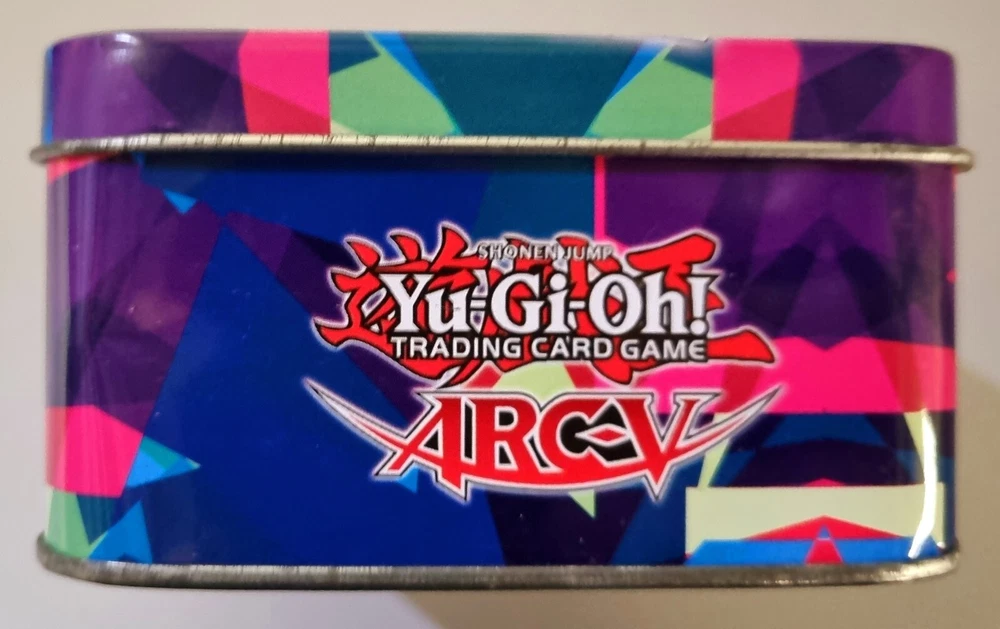 SHONEN JUMP
Yu-Gi-Oh!
TRADING CARD GAME
ARC-V